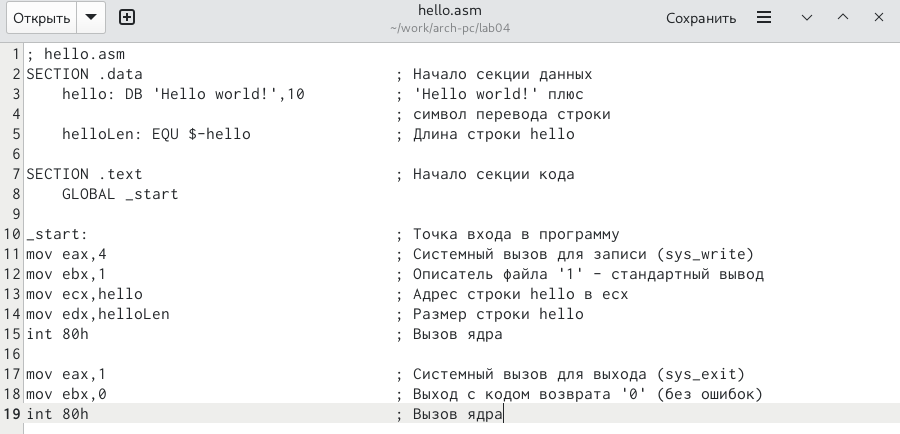 Открыть
hello.asm
~/work/arch-pc/lab04
Сохранить
1 ; hello.asm
2 SECTION .data ; Начало секции данных
3 hello: DB 'Hello world!',10 ; 'Hello world!' плюс
4 ; символ перевода строки
5 helloLen: EQU $-hello ; Длина строки hello
6
7 SECTION .text ; Начало секции кода
8 GLOBAL _start
9
10 _start: ; Точка входа в программу
11 mov eax,4 ; Системный вызов для записи (sys_write)
12 mov ebx,1 ; Описатель файла '1' - стандартный вывод
13 mov ecx,hello ; Адрес строки hello в ecx
14 mov edx,helloLen ; Размер строки hello
15 int 80h ; Вызов ядра
16
17 mov eax,1 ; Системный вызов для выхода (sys_exit)
18 mov ebx,0 ; Выход с кодом возврата '0' (без ошибок)
19 int 80h ; Вызов ядра